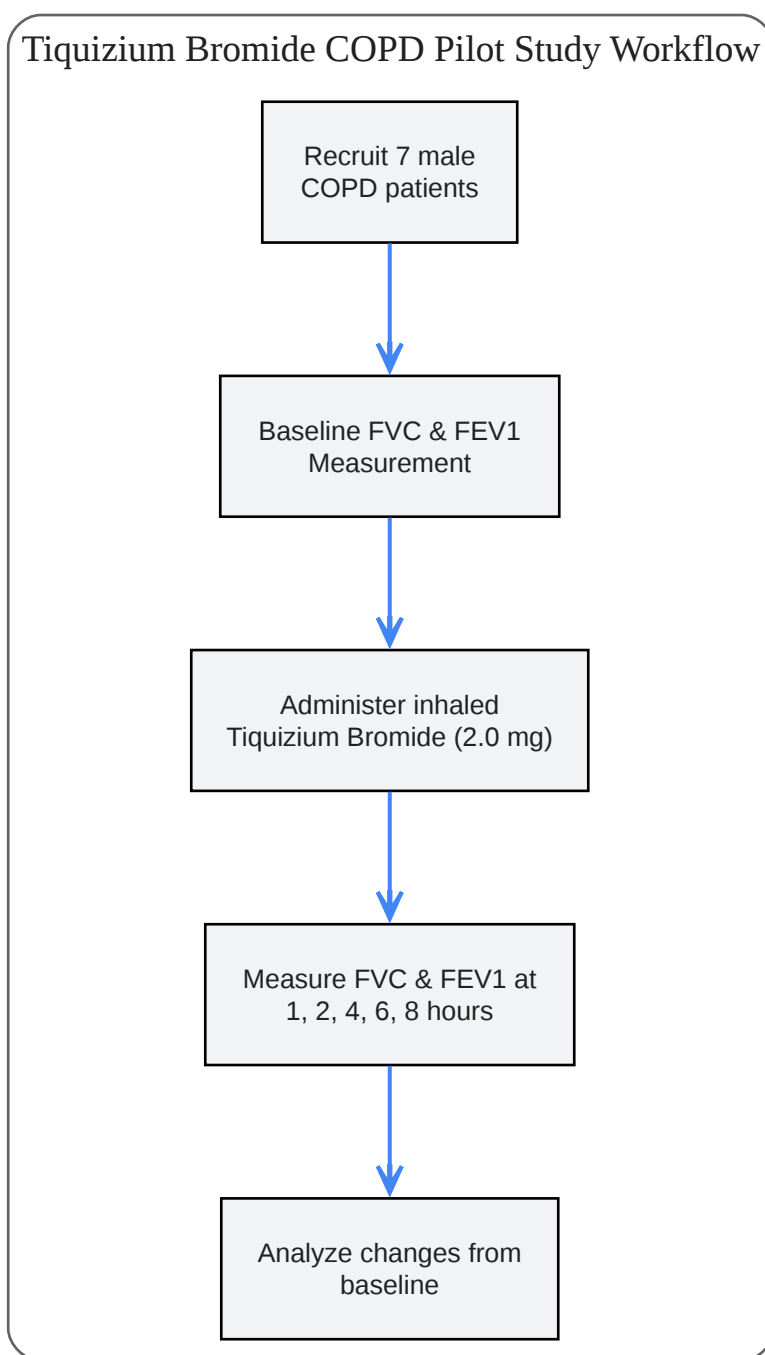 Tiquizium Bromide COPD Pilot Study Workflow
Recruit 7 male
COPD patients
Baseline FVC & FEV1
Measurement
Administer inhaled
Tiquizium Bromide (2.0 mg)
Measure FVC & FEV1 at
1, 2, 4, 6, 8 hours
Analyze changes from
baseline